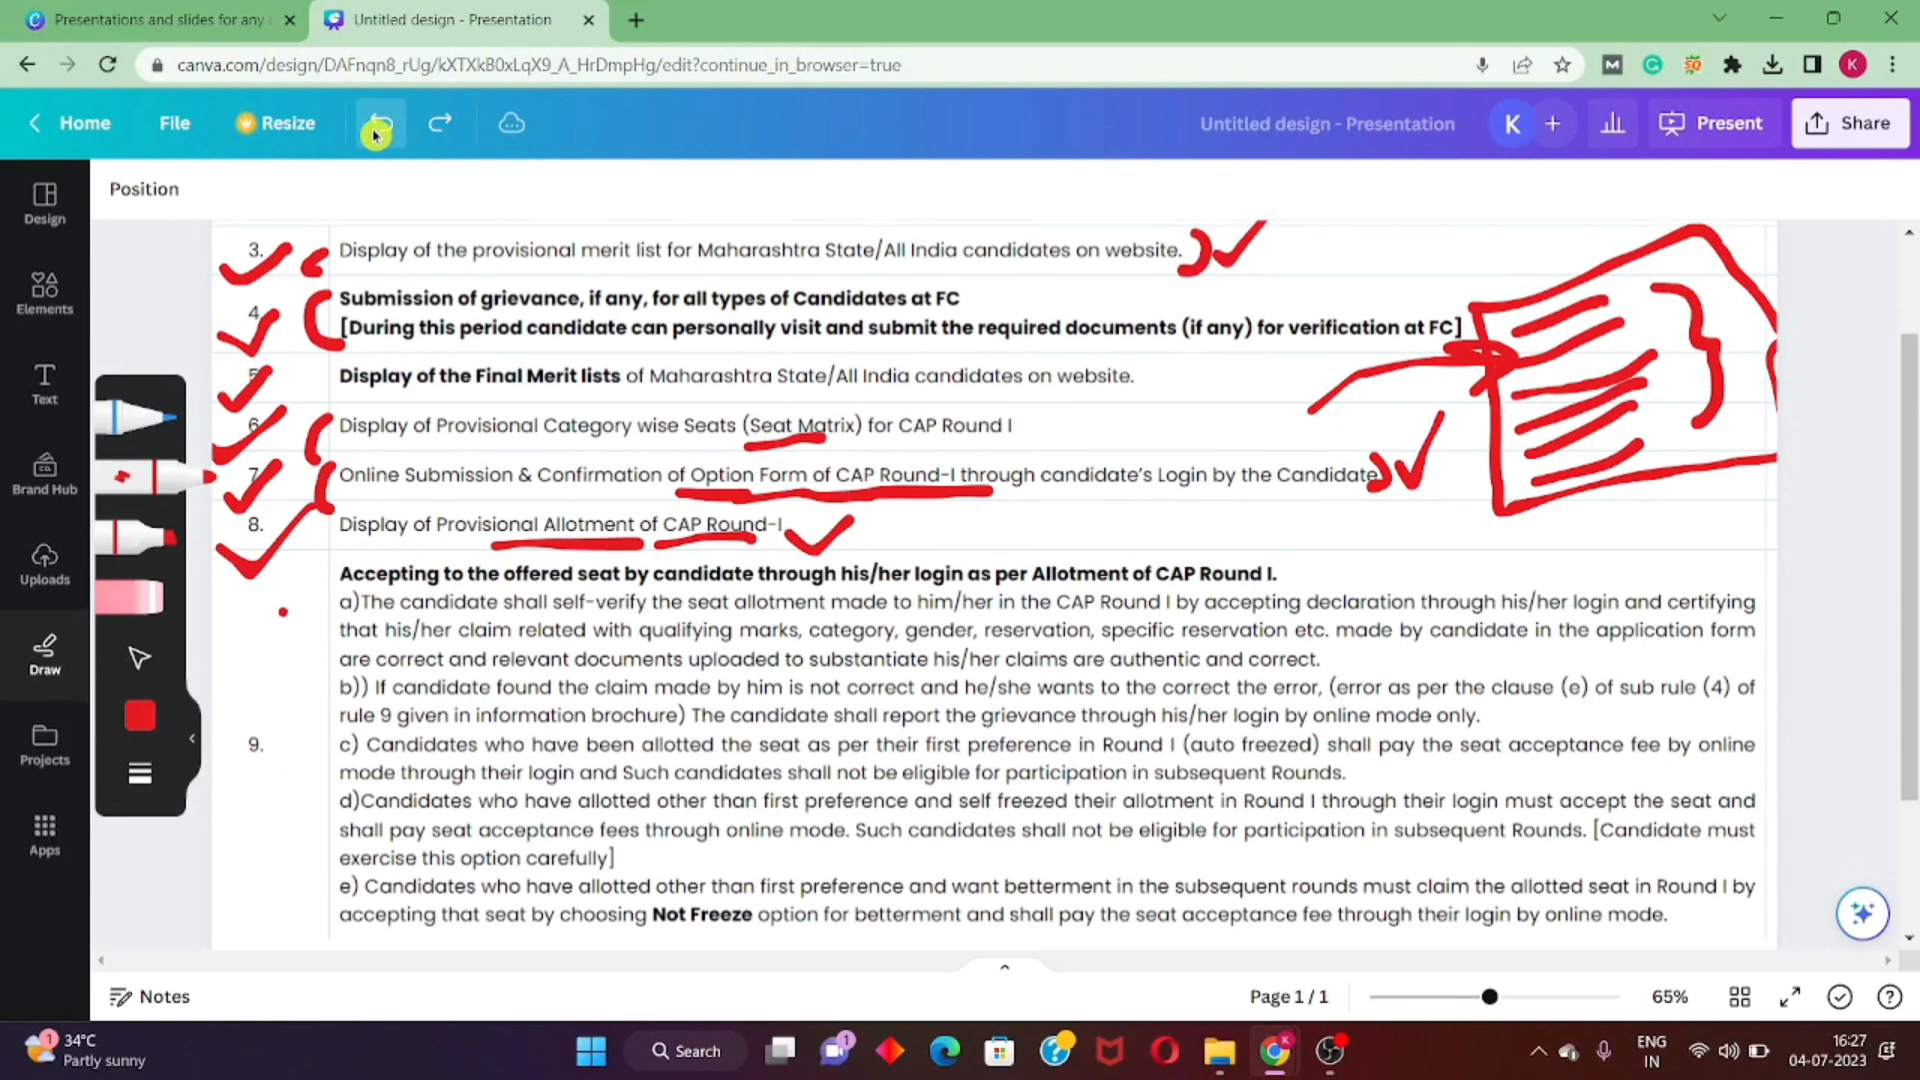 Presentations and slides for any
Untitled design - Presentation
canva.com/design/DAFnqn8_rUg/kXTXkB0xLqX9_A_HrDmpHg/edit?continue_in_browser=true
K
Home
File
Resize
Untitled design - Presentation
K
Present
Share
Position
Design
Elements
Text
Brand Hub
Uploads
Draw
Projects
Apps
3. Display of the provisional merit list for Maharashtra State/All India candidates on website.
4. Submission of grievance, if any, for all types of Candidates at FC
[During this period candidate can personally visit and submit the required documents (if any) for verification at FC]
Display of the Final Merit lists of Maharashtra State/All India candidates on website.
6. Display of Provisional Category wise Seats (Seat Matrix) for CAP Round I
7. Online Submission & Confirmation of Option Form of CAP Round-I through candidate's Login by the Candidate
8. Display of Provisional Allotment of CAP Round-I
9. Accepting to the offered seat by candidate through his/her login as per Allotment of CAP Round I.
a)The candidate shall self-verify the seat allotment made to him/her in the CAP Round I by accepting declaration through his/her login and certifying
that his/her claim related with qualifying marks, category, gender, reservation, specific reservation etc. made by candidate in the application form
are correct and relevant documents uploaded to substantiate his/her claims are authentic and correct.
b)) If candidate found the claim made by him is not correct and he/she wants to the correct the error, (error as per the clause (e) of sub rule (4) of
rule 9 given in information brochure) The candidate shall report the grievance through his/her login by online mode only.
c) Candidates who have been allotted the seat as per their first preference in Round I (auto freezed) shall pay the seat acceptance fee by online
mode through their login and Such candidates shall not be eligible for participation in subsequent Rounds.
d)Candidates who have allotted other than first preference and self freezed their allotment in Round I through their login must accept the seat and
shall pay seat acceptance fees through online mode. Such candidates shall not be eligible for participation in subsequent Rounds. [Candidate must
exercise this option carefully]
e) Candidates who have allotted other than first preference and want betterment in the subsequent rounds must claim the allotted seat in Round I by
accepting that seat by choosing Not Freeze option for betterment and shall pay the seat acceptance fee through their login by online mode.
Notes
Page 1 / 1
65%
34°C
Partly sunny
Search
ENG
IN
16:27
04-07-2023